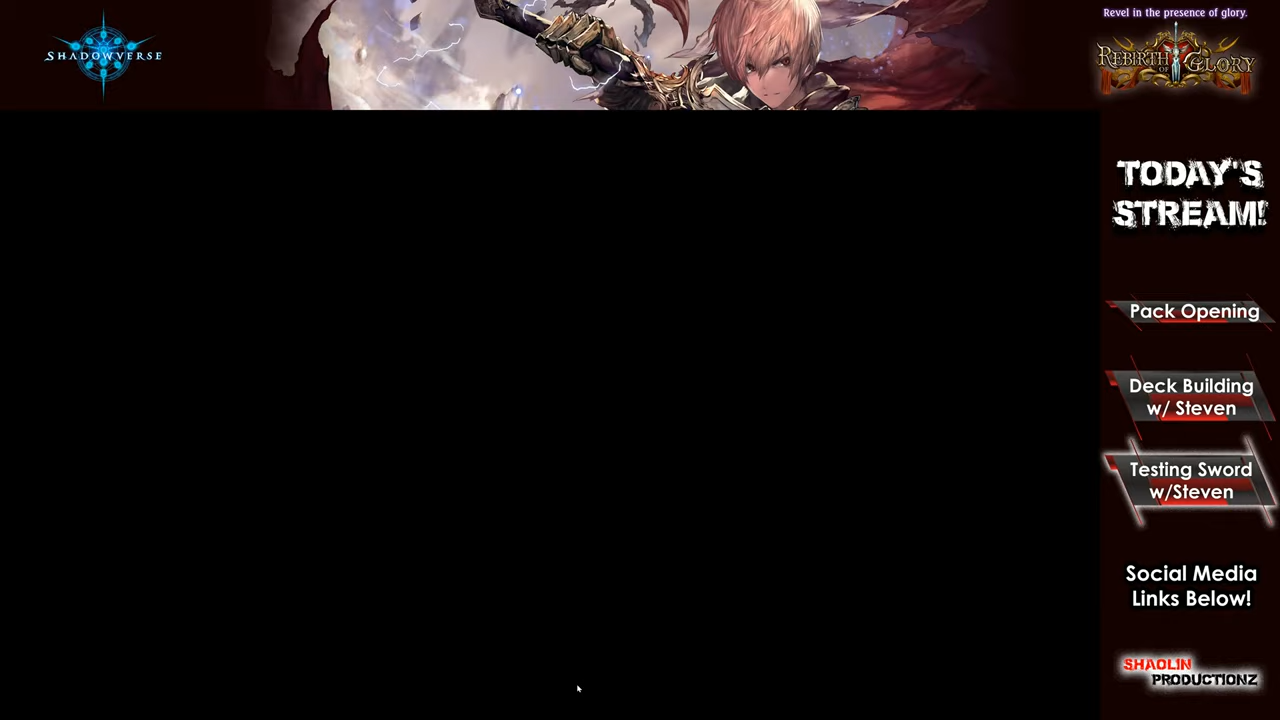 SHADOWVERSE
Revel in the presence of glory.
REBIRTH OF GLORY
TODAY'S
STREAM!
Pack Opening
Deck Building
w/ Steven
Testing Sword
w/Steven
Social Media
Links Below!
SHAOLIN
PRODUCTIONZ